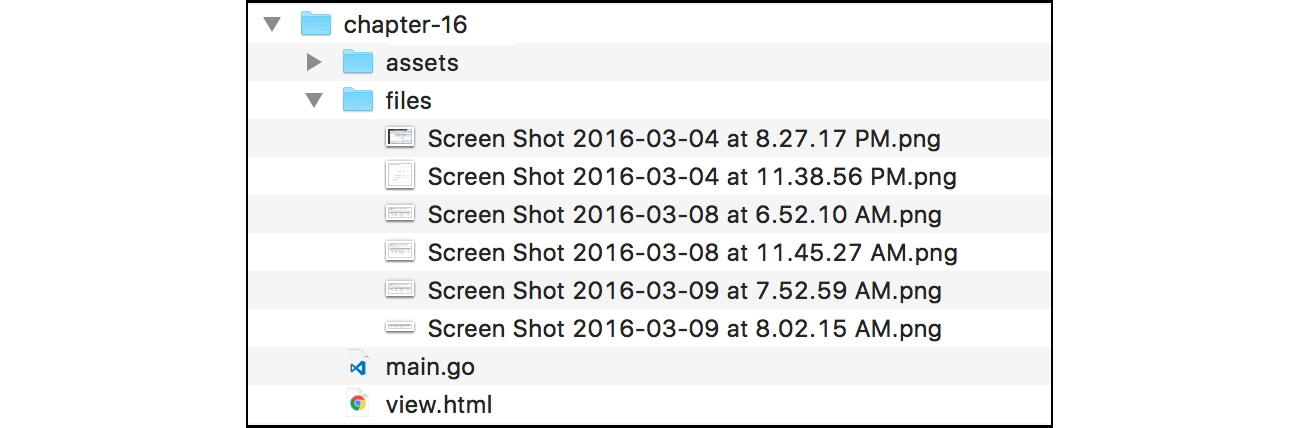 chapter-16
assets
files
Screen Shot 2016-03-04 at 8.27.17 PM.png
Screen Shot 2016-03-04 at 11.38.56 PM.png
Screen Shot 2016-03-08 at 6.52.10 AM.png
Screen Shot 2016-03-08 at 11.45.27 AM.png
Screen Shot 2016-03-09 at 7.52.59 AM.png
Screen Shot 2016-03-09 at 8.02.15 AM.png
main.go
view.html